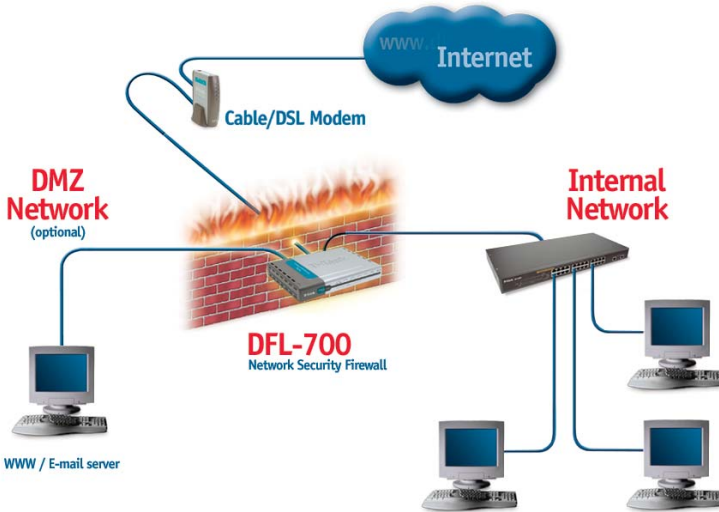 www.
Internet
Cable/DSL Modem
DMZ
Network
(optional)
Internal
Network
DFL-700
Network Security Firewall
WWW / E-mail server